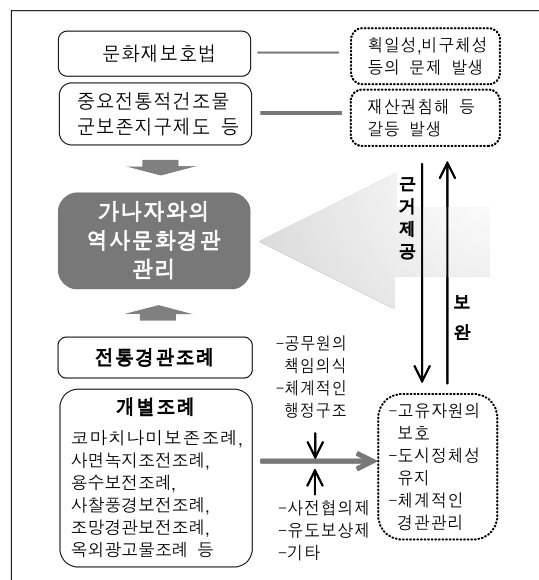 문화재보호법
획일성,비구체성
등의 문제 발생
중요전통적건조물
군보존지구제도 등
재산권침해 등
갈등 발생
가나자와의
역사문화경관
관리
근거제공
보완
전통경관조례
개별조례
코마치나미보존조례,
사면녹지조전조례,
용수보전조례,
사찰풍경보전조례,
조망경관보전조례,
옥외광고물조례 등
-공무원의
책임의식
-체계적인
행정구조
-사전협의제
-유도보상제
-기타
-고유자원의
보호
-도시정체성
유지
-체계적인
경관관리